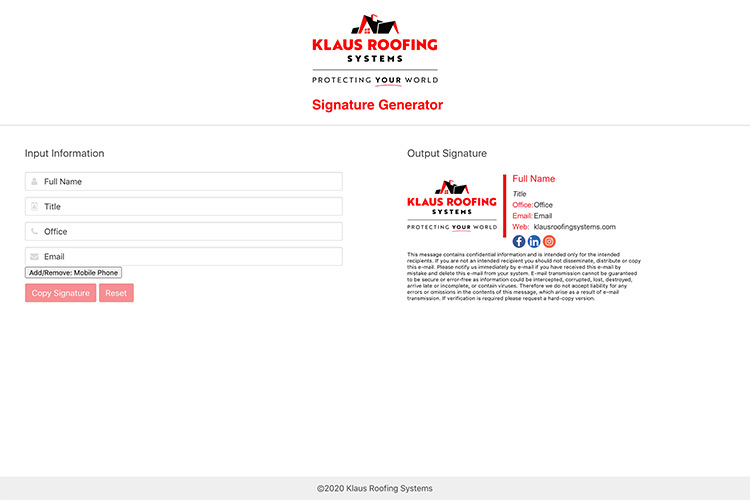 KLAUS ROOFING
SYSTEMS
PROTECTING YOUR WORLD
Signature Generator
Input Information
Full Name
Title
Office
Email
Add/Remove: Mobile Phone
Copy Signature
Reset
Output Signature
KLAUS ROOFING
SYSTEMS
PROTECTING YOUR WORLD
Full Name
Title
Office:Office
Email:Email
Web: klausroofingsystems.com
This message contains confidential information and is intended only for the intended
recipients. If you are not an intended recipient you should not disseminate, distribute or copy
this e-mail. Please notify us immediately by e-mail if you have received this e-mail by
mistake and delete this e-mail from your system. E-mail transmission cannot be guaranteed
to be secure or error-free as information could be intercepted, corrupted, lost, destroyed,
arrive late or incomplete, or contain viruses. Therefore we do not accept liability for any
errors or omissions in the contents of this message, which arise as a result of e-mail
transmission. If verification is required please request a hard-copy version.
©2020 Klaus Roofing Systems